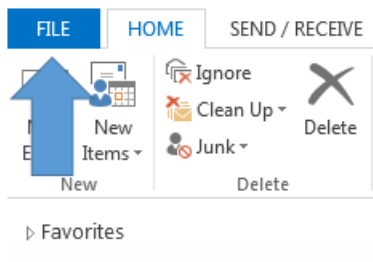 FILE HOME SEND / RECEIVE
Ignore
Clean Up
Junk
New
Items
Delete
New
Delete
Favorites